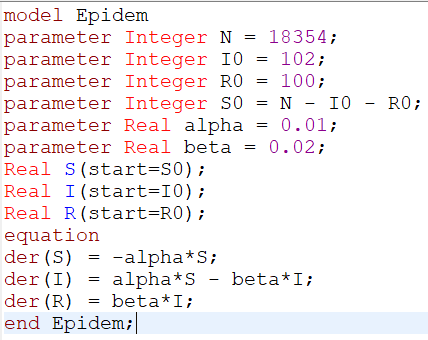 model Epidem
parameter Integer N = 18354;
parameter Integer I0 = 102;
parameter Integer R0 = 100;
parameter Integer S0 = N - I0 - R0;
parameter Real alpha = 0.01;
parameter Real beta = 0.02;
Real S(start=S0);
Real I(start=I0);
Real R(start=R0);
equation
der(S) = -alpha*S;
der(I) = alpha*S - beta*I;
der(R) = beta*I;
end Epidem;